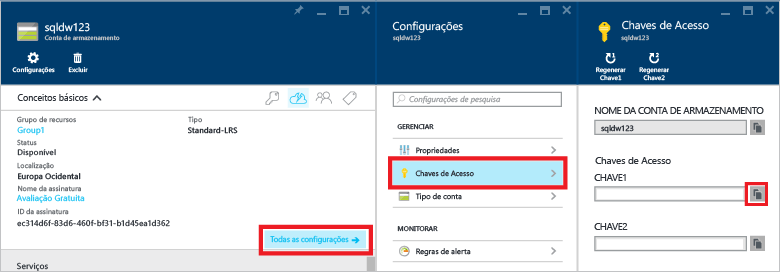 sqldw123
Conta de armazenamento
Configurações
Excluir
Conceitos básicos
Grupo de recursos
Group1
Status
Disponível
Localização
Europa Ocidental
Nome da assinatura
Avaliação Gratuita
ID da assinatura
ec314d6f-83d6-460f-bf31-b1d45ea1d362
Tipo
Standard-LRS
Todas as configurações
Serviços
Configurações
sqldw123
Configurações de pesquisa
GERENCIAR
Propriedades
Chaves de Acesso
Tipo de conta
MONITORAR
Regras de alerta
Chaves de Acesso
sqldw123
Regenerar
Chave1
Regenerar
Chave2
NOME DA CONTA DE ARMAZENAMENTO
sqldw123
Chaves de Acesso
CHAVE1
CHAVE2